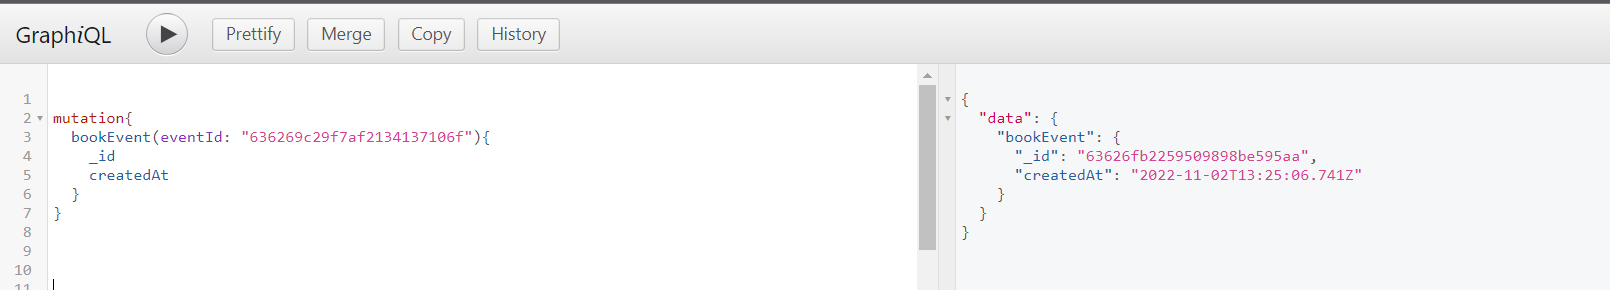 GraphiQL Prettify Merge Copy History
1
2 mutation{
3 bookEvent(eventId: "636269c29f7af2134137106f"){
4 _id
5 createdAt
6 }
7 }
8
9
10
11
{
"data": {
"bookEvent": {
"_id": "63626fb2259509898be595aa",
"createdAt": "2022-11-02T13:25:06.741Z"
}
}
}